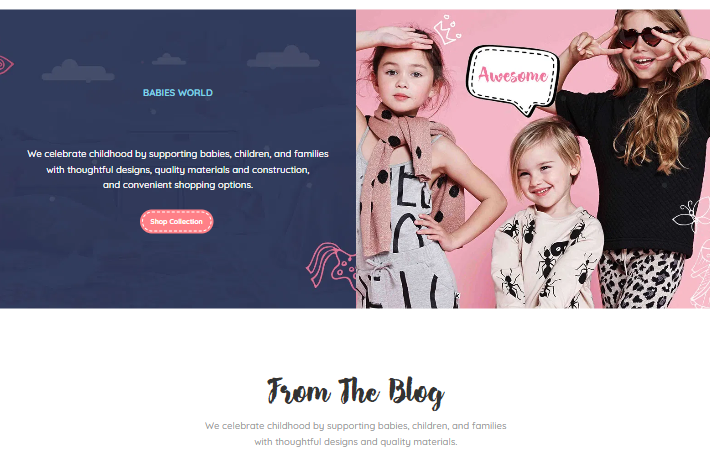 BABIES WORLD
We celebrate childhood by supporting babies, children, and families
with thoughtful designs, quality materials and construction,
and convenient shopping options.
Shop Collection
Awesome
From The Blog
We celebrate childhood by supporting babies, children, and families
with thoughtful designs and quality materials.